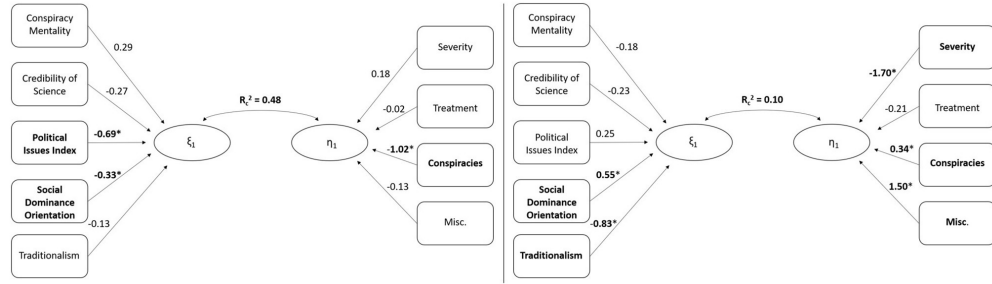 Conspiracy
Mentality
0.29
Credibility of
Science
-0.27
Political
Issues Index
-0.69*
Social
Dominance
Orientation
-0.33*
Traditionalism
-0.13
ξ1
Rc² = 0.48
η1
Severity
0.18
Treatment
-0.02
Conspiracies
-1.02*
Misc.
-0.13
Conspiracy
Mentality
-0.18
Credibility of
Science
-0.23
Political
Issues Index
0.25
Social
Dominance
Orientation
0.55*
Traditionalism
-0.83*
ξ1
Rc² = 0.10
η1
Severity
-1.70*
Treatment
-0.21
Conspiracies
0.34*
Misc.
1.50*